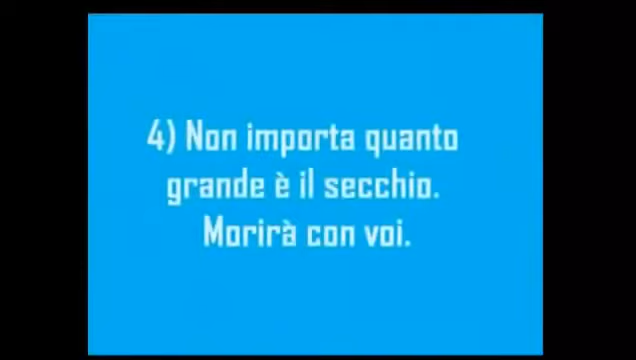 4) Non importa quanto
grande è il secchio.
Morirà con voi.